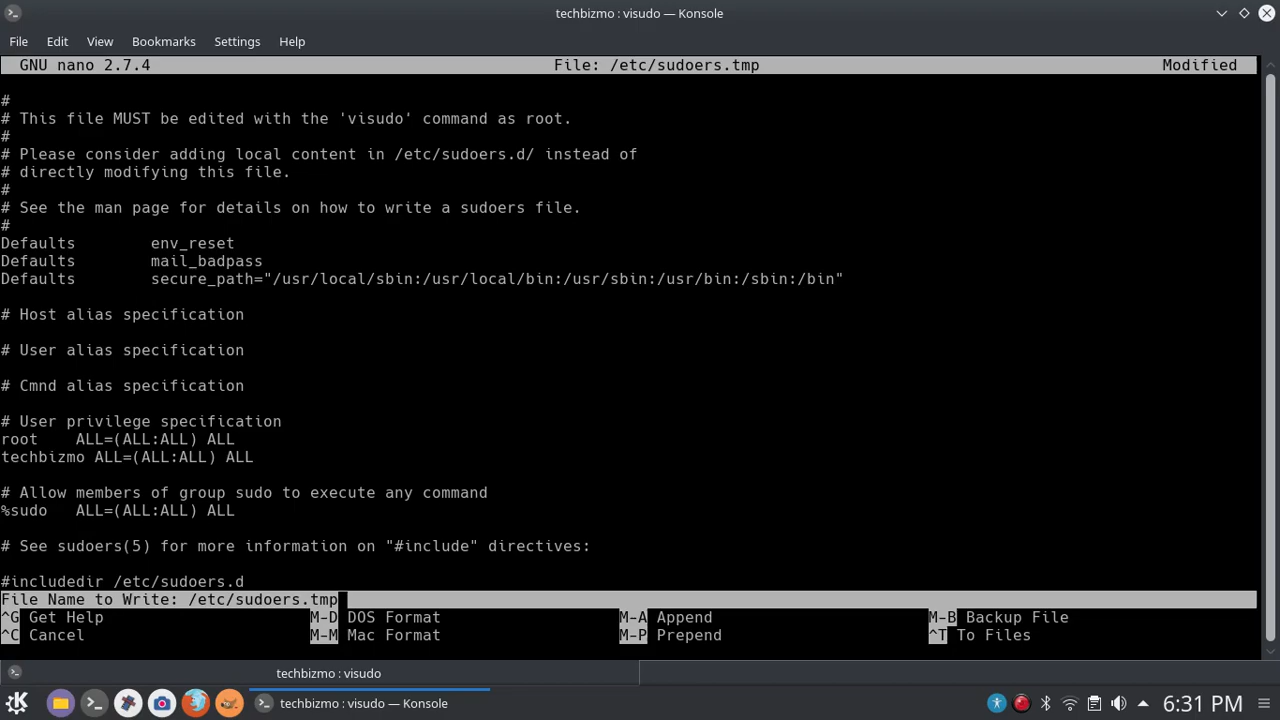 techbizmo : visudo — Konsole
File Edit View Bookmarks Settings Help
GNU nano 2.7.4 File: /etc/sudoers.tmp Modified
#
# This file MUST be edited with the 'visudo' command as root.
#
# Please consider adding local content in /etc/sudoers.d/ instead of
# directly modifying this file.
#
# See the man page for details on how to write a sudoers file.
#
Defaults env_reset
Defaults mail_badpass
Defaults secure_path="/usr/local/sbin:/usr/local/bin:/usr/sbin:/usr/bin:/sbin:/bin"
# Host alias specification
# User alias specification
# Cmnd alias specification
# User privilege specification
root ALL=(ALL:ALL) ALL
techbizmo ALL=(ALL:ALL) ALL
# Allow members of group sudo to execute any command
%sudo ALL=(ALL:ALL) ALL
# See sudoers(5) for more information on "#include" directives:
#includedir /etc/sudoers.d
File Name to Write: /etc/sudoers.tmp
^G Get Help M-D DOS Format M-A Append M-B Backup File
^C Cancel M-M Mac Format M-P Prepend ^T To Files
techbizmo : visudo
techbizmo : visudo — Konsole 6:31 PM